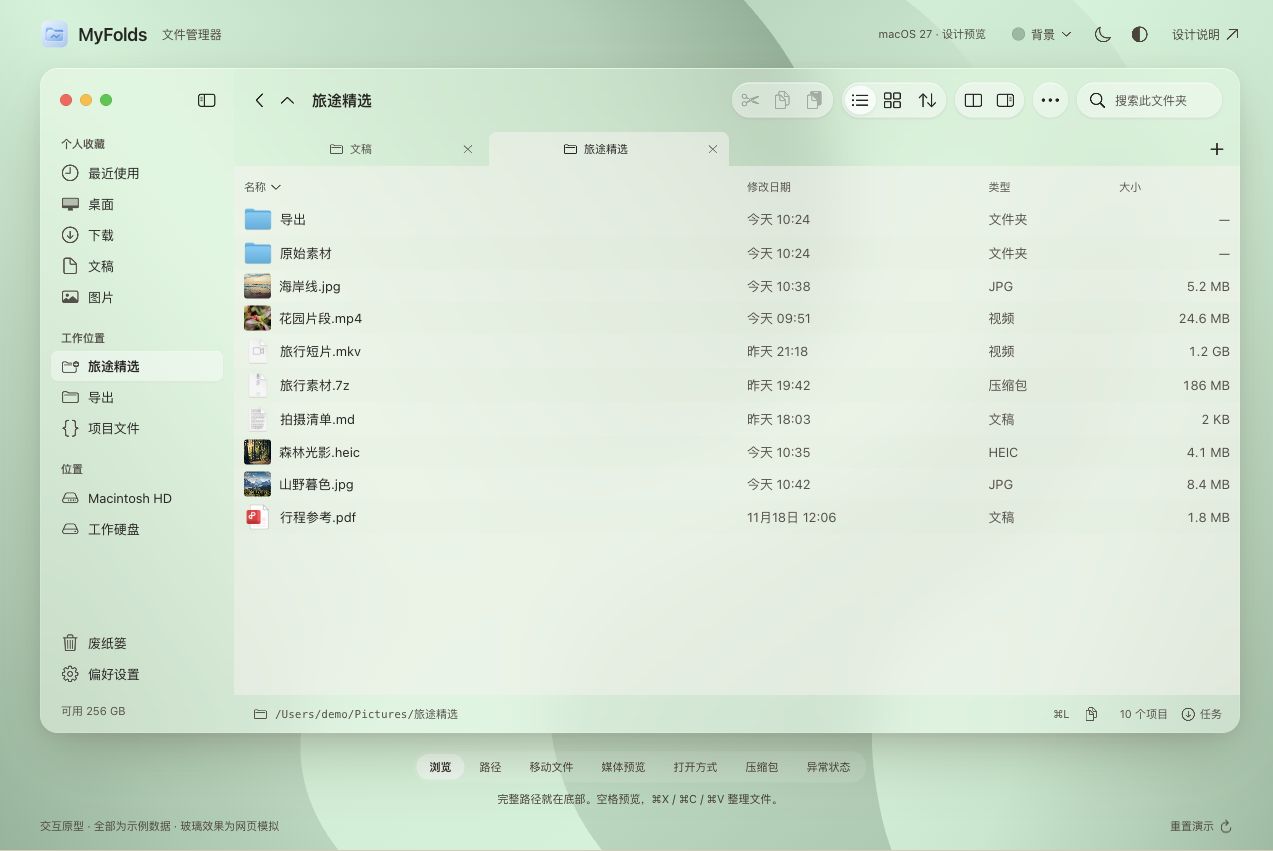 MyFolds 文件管理器
macOS 27 · 设计预览 背景 设计说明
旅途精选 搜索此文件夹
文稿 旅途精选
个人收藏
最近使用
桌面
下载
文稿
图片
工作位置
旅途精选
导出
项目文件
位置
Macintosh HD
工作硬盘
废纸篓
偏好设置
可用 256 GB
名称 修改日期 类型 大小
导出 今天 10:24 文件夹 —
原始素材 今天 10:24 文件夹 —
海岸线.jpg 今天 10:38 JPG 5.2 MB
花园片段.mp4 今天 09:51 视频 24.6 MB
旅行短片.mkv 昨天 21:18 视频 1.2 GB
旅行素材.7z 昨天 19:42 压缩包 186 MB
拍摄清单.md 昨天 18:03 文稿 2 KB
森林光影.heic 今天 10:35 HEIC 4.1 MB
山野暮色.jpg 今天 10:42 JPG 8.4 MB
行程参考.pdf 11月18日 12:06 文稿 1.8 MB
/Users/demo/Pictures/旅途精选 ⌘L 10 个项目 任务
浏览 路径 移动文件 媒体预览 打开方式 压缩包 异常状态
完整路径就在底部。空格预览，⌘X / ⌘C / ⌘V 整理文件。
交互原型 · 全部为示例数据 · 玻璃效果为网页模拟 重置演示